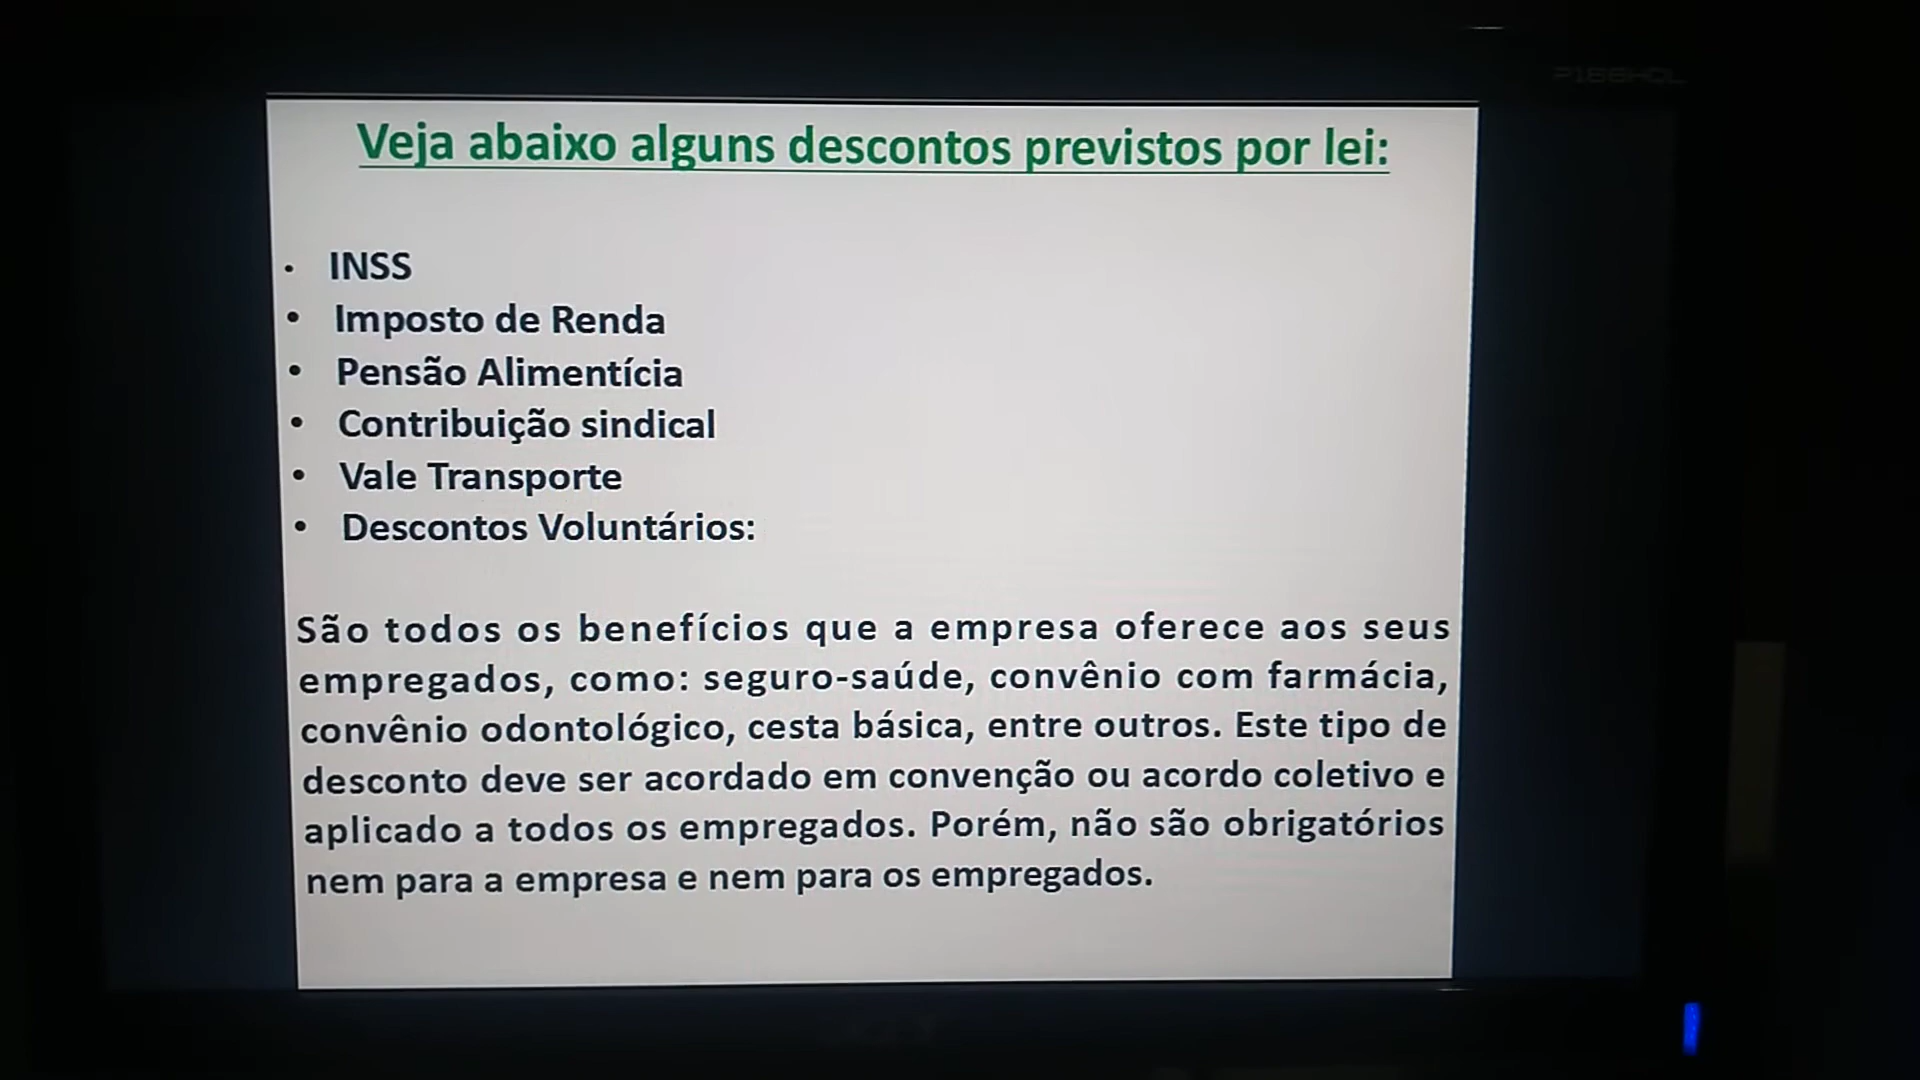 Veja abaixo alguns descontos previstos por lei:
• INSS
• Imposto de Renda
• Pensão Alimentícia
• Contribuição sindical
• Vale Transporte
• Descontos Voluntários:
São todos os benefícios que a empresa oferece aos seus
empregados, como: seguro-saúde, convênio com farmácia,
convênio odontológico, cesta básica, entre outros. Este tipo de
desconto deve ser acordado em convenção ou acordo coletivo e
aplicado a todos os empregados. Porém, não são obrigatórios
nem para a empresa e nem para os empregados.